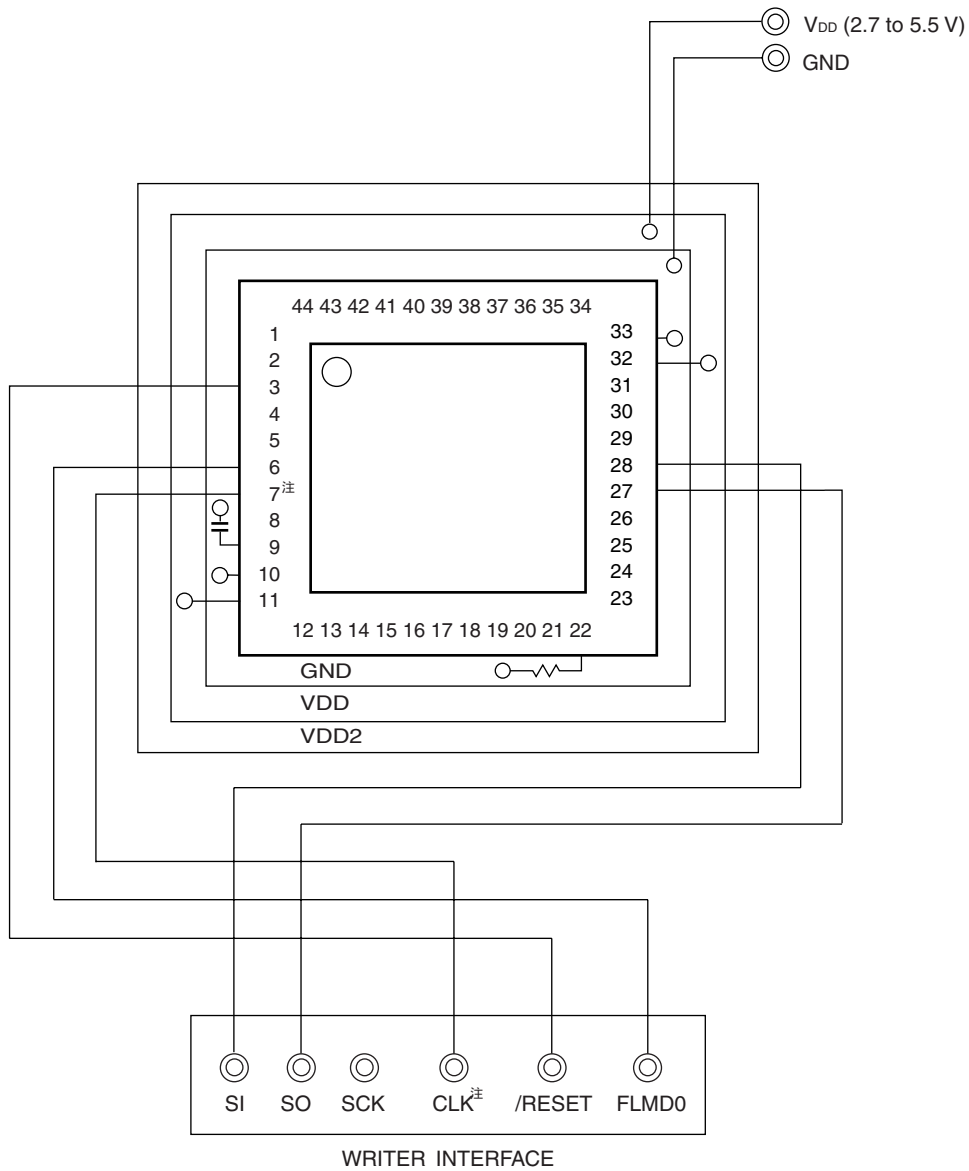 VDD (2.7 to 5.5 V)
GND
44 43 42 41 40 39 38 37 36 35 34
1
2
3
4
5
6
7注
8
9
10
11
33
32
31
30
29
28
27
26
25
24
23
12 13 14 15 16 17 18 19 20 21 22
GND
VDD
VDD2
SI SO SCK CLK注 /RESET FLMD0
WRITER INTERFACE